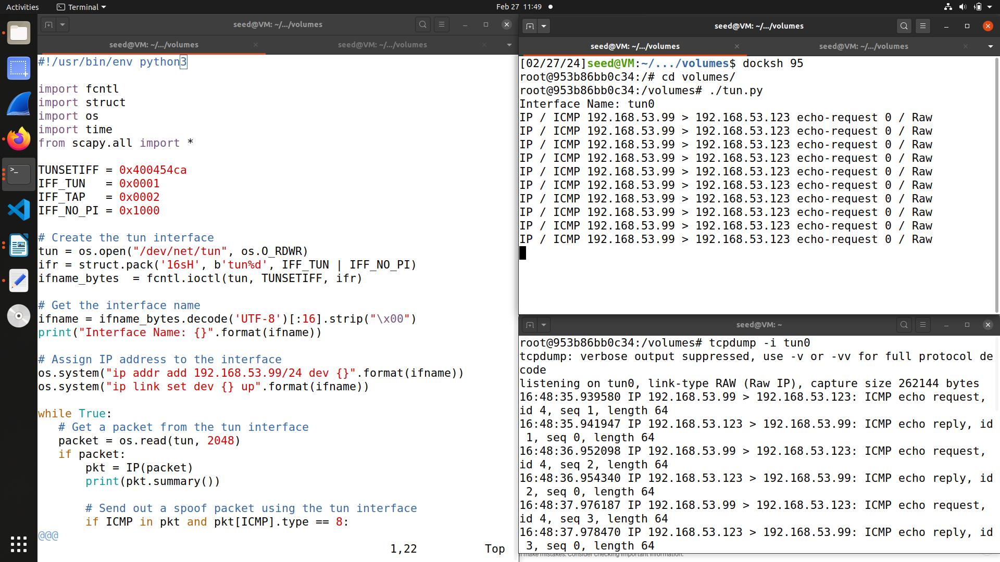 Activities
Terminal
Feb 27 11:49
seed@VM: ~/.../volumes
seed@VM: ~/.../volumes
seed@VM: ~/.../volumes
#!/usr/bin/env python3
import fcntl
import struct
import os
import time
from scapy.all import *
TUNSETIFF = 0x400454ca
IFF_TUN   = 0x0001
IFF_TAP   = 0x0002
IFF_NO_PI = 0x1000
# Create the tun interface
tun = os.open("/dev/net/tun", os.O_RDWR)
ifr = struct.pack('16sH', b'tun%d', IFF_TUN | IFF_NO_PI)
ifname_bytes  = fcntl.ioctl(tun, TUNSETIFF, ifr)
# Get the interface name
ifname = ifname_bytes.decode('UTF-8')[:16].strip("\x00")
print("Interface Name: {}".format(ifname))
# Assign IP address to the interface
os.system("ip addr add 192.168.53.99/24 dev {}".format(ifname))
os.system("ip link set dev {} up".format(ifname))
while True:
   # Get a packet from the tun interface
   packet = os.read(tun, 2048)
   if packet:
       pkt = IP(packet)
       print(pkt.summary())
       # Send out a spoof packet using the tun interface
       if ICMP in pkt and pkt[ICMP].type == 8:
@@@
1,22          Top
seed@VM: ~/.../volumes
seed@VM: ~/.../volumes
seed@VM: ~/.../volumes
[02/27/24]seed@VM:~/.../volumes$ docksh 95
root@953b86bb0c34:/# cd volumes/
root@953b86bb0c34:/volumes# ./tun.py
Interface Name: tun0
IP / ICMP 192.168.53.99 > 192.168.53.123 echo-request 0 / Raw
IP / ICMP 192.168.53.99 > 192.168.53.123 echo-request 0 / Raw
IP / ICMP 192.168.53.99 > 192.168.53.123 echo-request 0 / Raw
IP / ICMP 192.168.53.99 > 192.168.53.123 echo-request 0 / Raw
IP / ICMP 192.168.53.99 > 192.168.53.123 echo-request 0 / Raw
IP / ICMP 192.168.53.99 > 192.168.53.123 echo-request 0 / Raw
IP / ICMP 192.168.53.99 > 192.168.53.123 echo-request 0 / Raw
IP / ICMP 192.168.53.99 > 192.168.53.123 echo-request 0 / Raw
IP / ICMP 192.168.53.99 > 192.168.53.123 echo-request 0 / Raw
IP / ICMP 192.168.53.99 > 192.168.53.123 echo-request 0 / Raw
seed@VM: ~
root@953b86bb0c34:/volumes# tcpdump -i tun0
tcpdump: verbose output suppressed, use -v or -vv for full protocol de
code
listening on tun0, link-type RAW (Raw IP), capture size 262144 bytes
16:48:35.939580 IP 192.168.53.99 > 192.168.53.123: ICMP echo request,
id 4, seq 1, length 64
16:48:35.941947 IP 192.168.53.123 > 192.168.53.99: ICMP echo reply, id
 1, seq 0, length 64
16:48:36.952098 IP 192.168.53.99 > 192.168.53.123: ICMP echo request,
id 4, seq 2, length 64
16:48:36.954340 IP 192.168.53.123 > 192.168.53.99: ICMP echo reply, id
 2, seq 0, length 64
16:48:37.976187 IP 192.168.53.99 > 192.168.53.123: ICMP echo request,
id 4, seq 3, length 64
16:48:37.978470 IP 192.168.53.123 > 192.168.53.99: ICMP echo reply, id
 3, seq 0, length 64
make mistakes. Consider checking important information.